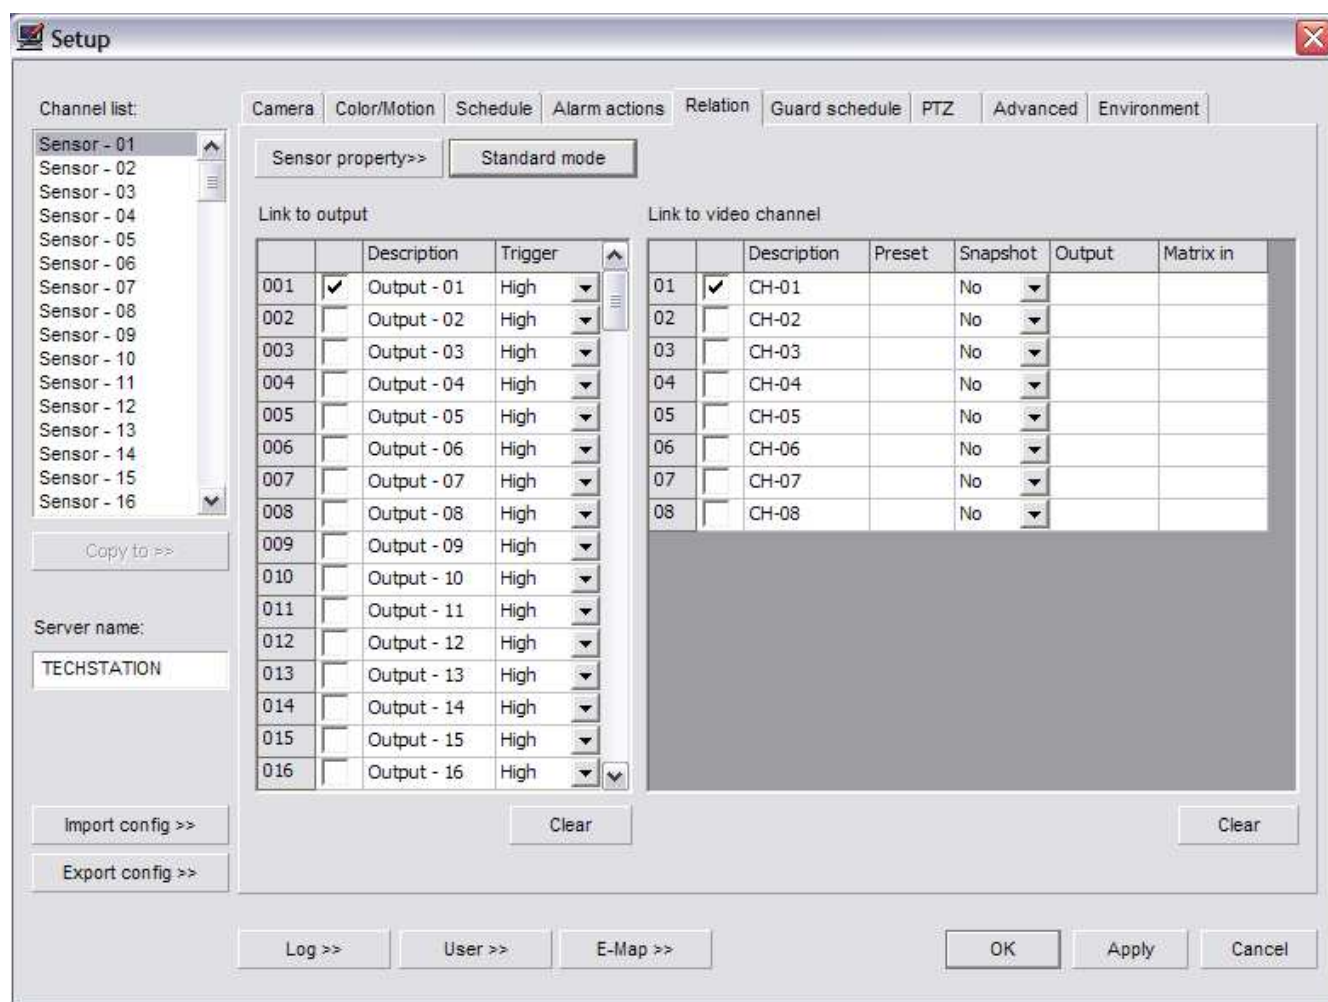 Setup
Channel list:
Camera Color/Motion Schedule Alarm actions Relation Guard schedule PTZ Advanced Environment
Sensor - 01
Sensor - 02
Sensor - 03
Sensor - 04
Sensor - 05
Sensor - 06
Sensor - 07
Sensor - 08
Sensor - 09
Sensor - 10
Sensor - 11
Sensor - 12
Sensor - 13
Sensor - 14
Sensor - 15
Sensor - 16
Copy to >>
Server name:
TECHSTATION
Import config >>
Export config >>
Sensor property>> Standard mode
Link to output
Description Trigger
001 Output - 01 High
002 Output - 02 High
003 Output - 03 High
004 Output - 04 High
005 Output - 05 High
006 Output - 06 High
007 Output - 07 High
008 Output - 08 High
009 Output - 09 High
010 Output - 10 High
011 Output - 11 High
012 Output - 12 High
013 Output - 13 High
014 Output - 14 High
015 Output - 15 High
016 Output - 16 High
Clear
Link to video channel
Description Preset Snapshot Output Matrix in
01 CH-01 No
02 CH-02 No
03 CH-03 No
04 CH-04 No
05 CH-05 No
06 CH-06 No
07 CH-07 No
08 CH-08 No
Clear
Log >> User >> E-Map >> OK Apply Cancel